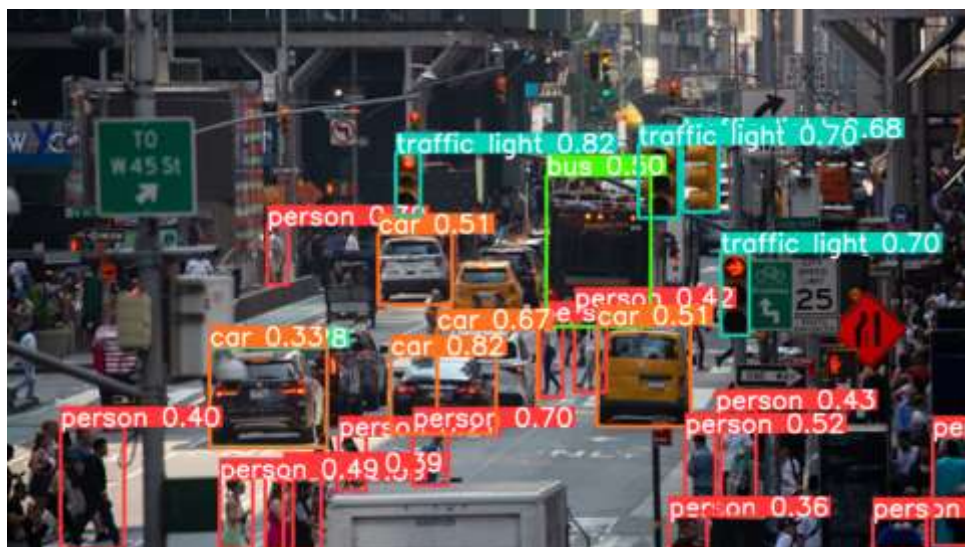 TO
W 45 St
traffic light 0.82
0.68
traffic light 0.70
bus 0.50
person
car 0.51
traffic light 0.70
SPEED
LIMIT
25
person 0.42
car 0.67
car 0.51
car 0.33
car 0.82
person 0.40
person 0.70
person 0.43
person 0.52
person 0.49
0.39
person 0.36
person